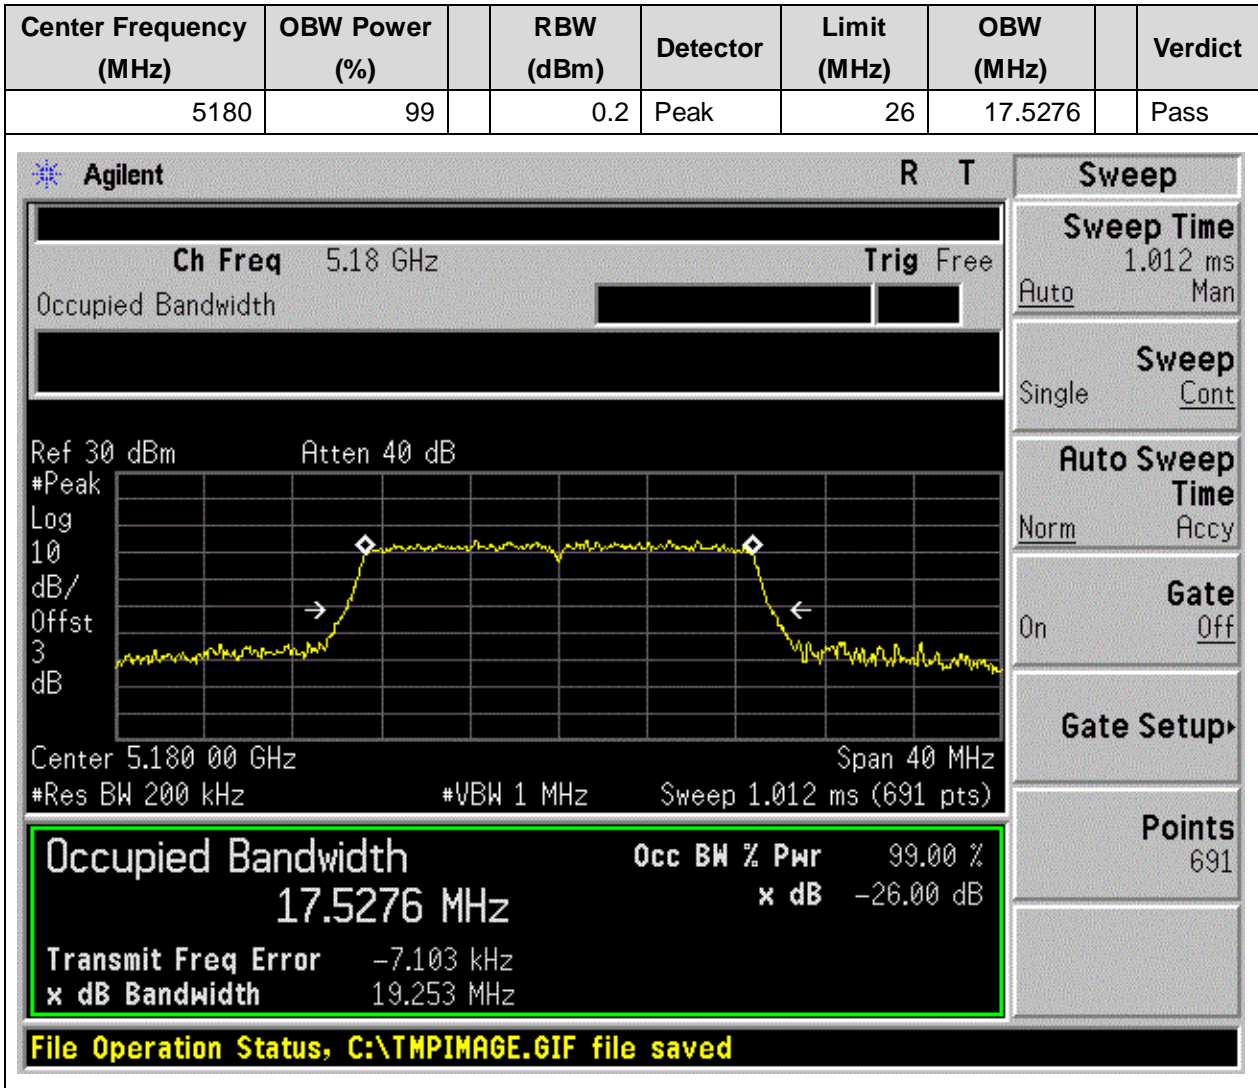 Center Frequency (MHz) OBW Power (%) RBW (dBm) Detector Limit (MHz) OBW (MHz) Verdict
5180 99 0.2 Peak 26 17.5276 Pass
Agilent R T Sweep
Ch Freq 5.18 GHz Trig Free
Occupied Bandwidth
Sweep Time
1.012 ms
Auto Man
Sweep
Single Cont
Auto Sweep
Time
Norm Accy
Gate
On Off
Gate Setup
Points
691
Ref 30 dBm Atten 40 dB
#Peak
Log
10
dB/
Offst
3
dB
Center 5.180 00 GHz Span 40 MHz
#Res BW 200 kHz #VBW 1 MHz Sweep 1.012 ms (691 pts)
Occupied Bandwidth Occ BW % Pwr 99.00 %
17.5276 MHz x dB -26.00 dB
Transmit Freq Error -7.103 kHz
x dB Bandwidth 19.253 MHz
File Operation Status, C:\TMPIMAGE.GIF file saved